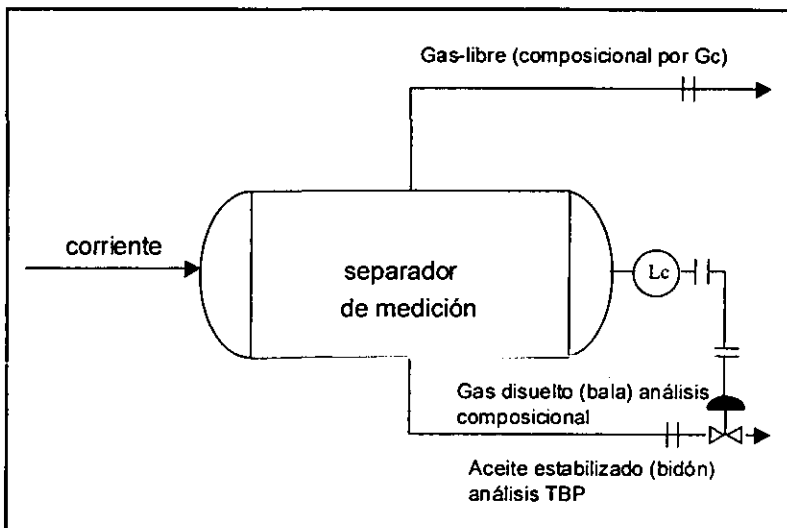 Gas-libre (composicional por Gc)
corriente
separador
de medición
Lc
Gas disuelto (bala) análisis
composicional
Aceite estabilizado (bidón)
análisis TBP